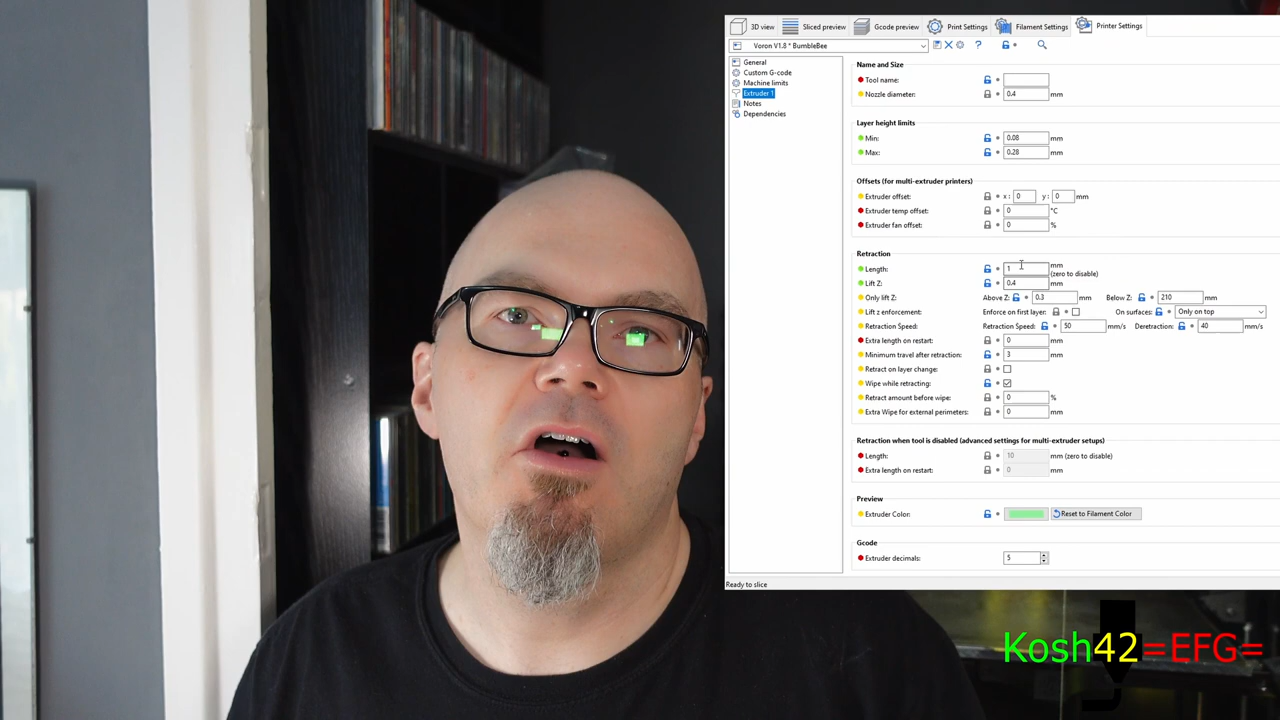 3D view Sliced preview Gcode preview Print Settings Filament Settings Printer Settings
Voron V1.8 * BumbleBee
General
Custom G-code
Machine limits
Extruder 1
Notes
Dependencies
Name and Size
Tool name:
Nozzle diameter: 0.4 mm
Layer height limits
Min: 0.08 mm
Max: 0.28 mm
Offsets (for multi-extruder printers)
Extruder offset: x: 0 y: 0 mm
Extruder temp offset: 0 °C
Extruder fan offset: 0 %
Retraction
Length: 1 mm
(zero to disable)
Lift Z: 0.4 mm
Only lift Z: Above Z: 0.3 mm Below Z: 210 mm
Lift z enforcement: Enforce on first layer: On surfaces: Only on top
Retraction Speed: Retraction Speed: 50 mm/s Deretraction: 40 mm/s
Extra length on restart: 0 mm
Minimum travel after retraction: 3 mm
Retract on layer change:
Wipe while retracting:
Retract amount before wipe: 0 %
Extra Wipe for external perimeters: 0 mm
Retraction when tool is disabled (advanced settings for multi-extruder setups)
Length: 10 mm (zero to disable)
Extra length on restart: 0 mm
Preview
Extruder Color: Reset to Filament Color
Gcode
Extruder decimals: 5
Ready to slice
Kosh42=EFG=